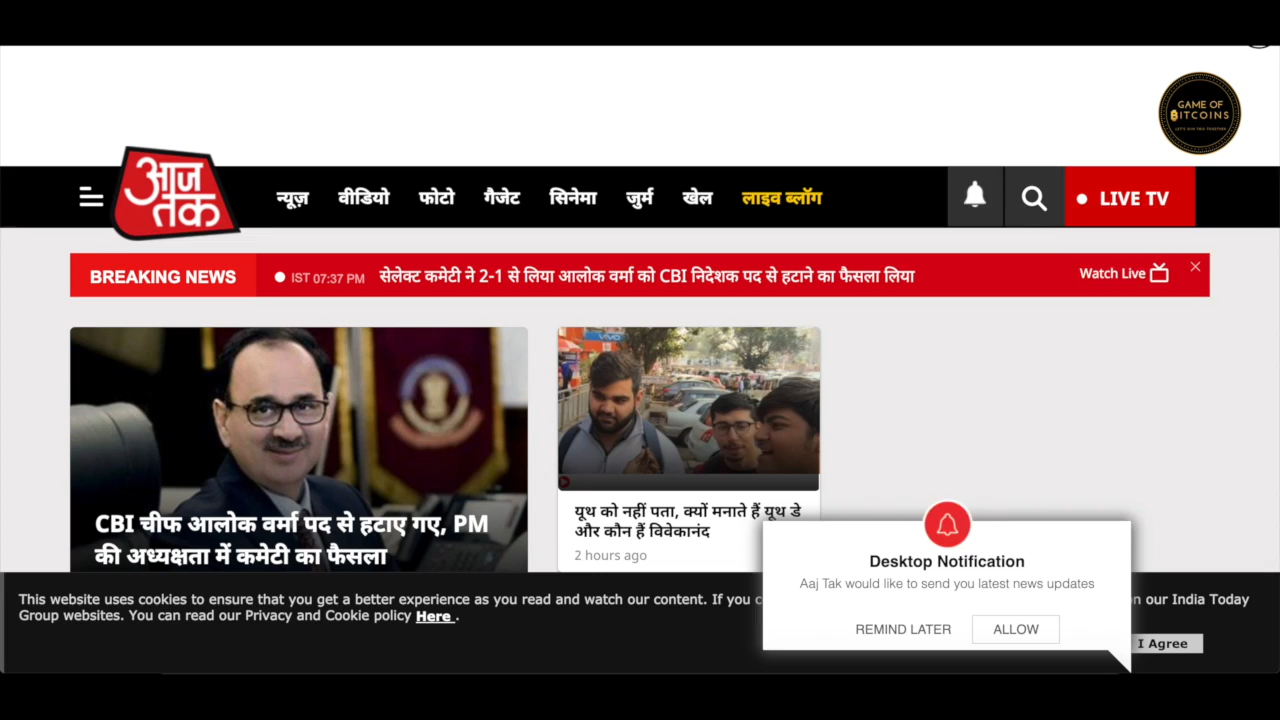 GAME OF
BITCOINS
LET'S WIN THIS TOGETHER
आज
तक
न्यूज़ वीडियो फोटो गैजेट सिनेमा जुर्म खेल लाइव ब्लॉग
LIVE TV
BREAKING NEWS
IST 07:37 PM सेलेक्ट कमेटी ने 2-1 से लिया आलोक वर्मा को CBI निदेशक पद से हटाने का फैसला लिया
Watch Live
VIVO
CBI चीफ आलोक वर्मा पद से हटाए गए, PM
की अध्यक्षता में कमेटी का फैसला
यूथ को नहीं पता, क्यों मनाते हैं यूथ डे
और कौन हैं विवेकानंद
2 hours ago
Desktop Notification
Aaj Tak would like to send you latest news updates
REMIND LATER
ALLOW
This website uses cookies to ensure that you get a better experience as you read and watch our content. If you n our India Today
Group websites. You can read our Privacy and Cookie policy Here .
I Agree